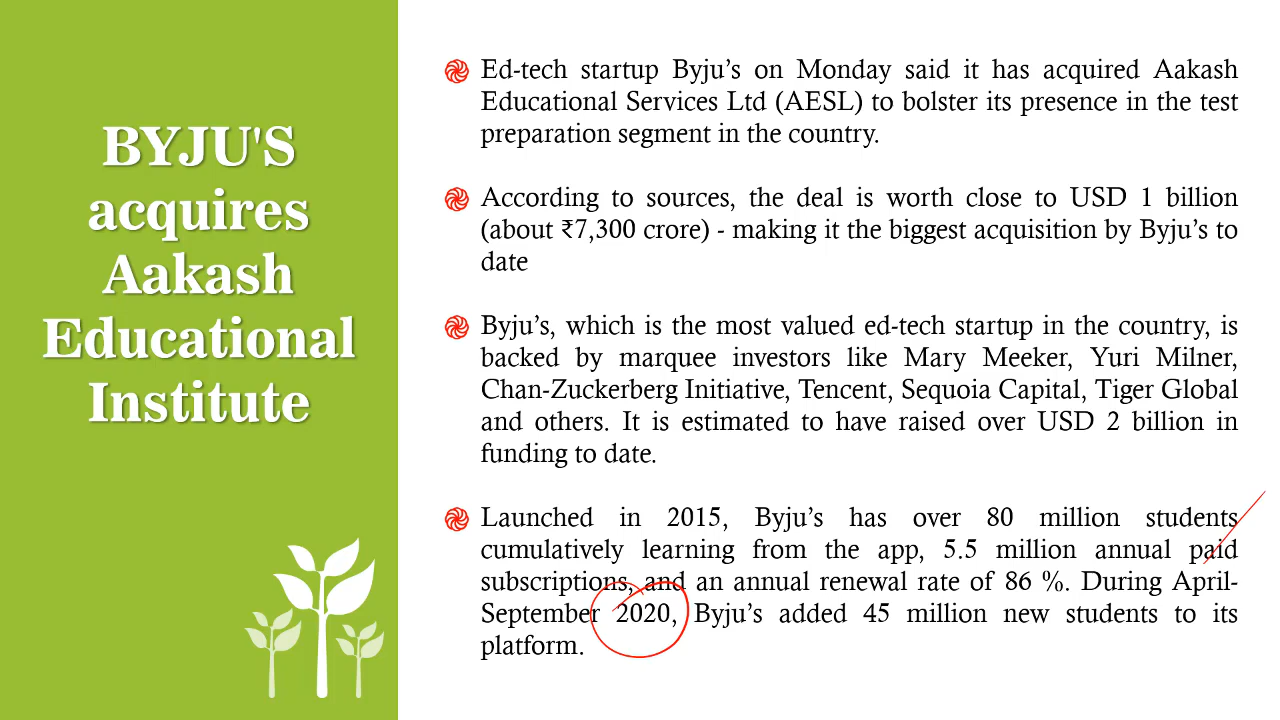 BYJU'S
acquires
Aakash
Educational
Institute
Ed-tech startup Byju’s on Monday said it has acquired Aakash
Educational Services Ltd (AESL) to bolster its presence in the test
preparation segment in the country.
According to sources, the deal is worth close to USD 1 billion
(about ₹7,300 crore) - making it the biggest acquisition by Byju’s to
date
Byju’s, which is the most valued ed-tech startup in the country, is
backed by marquee investors like Mary Meeker, Yuri Milner,
Chan-Zuckerberg Initiative, Tencent, Sequoia Capital, Tiger Global
and others. It is estimated to have raised over USD 2 billion in
funding to date.
Launched in 2015, Byju’s has over 80 million students
cumulatively learning from the app, 5.5 million annual paid
subscriptions, and an annual renewal rate of 86 %. During April-
September 2020, Byju’s added 45 million new students to its
platform.